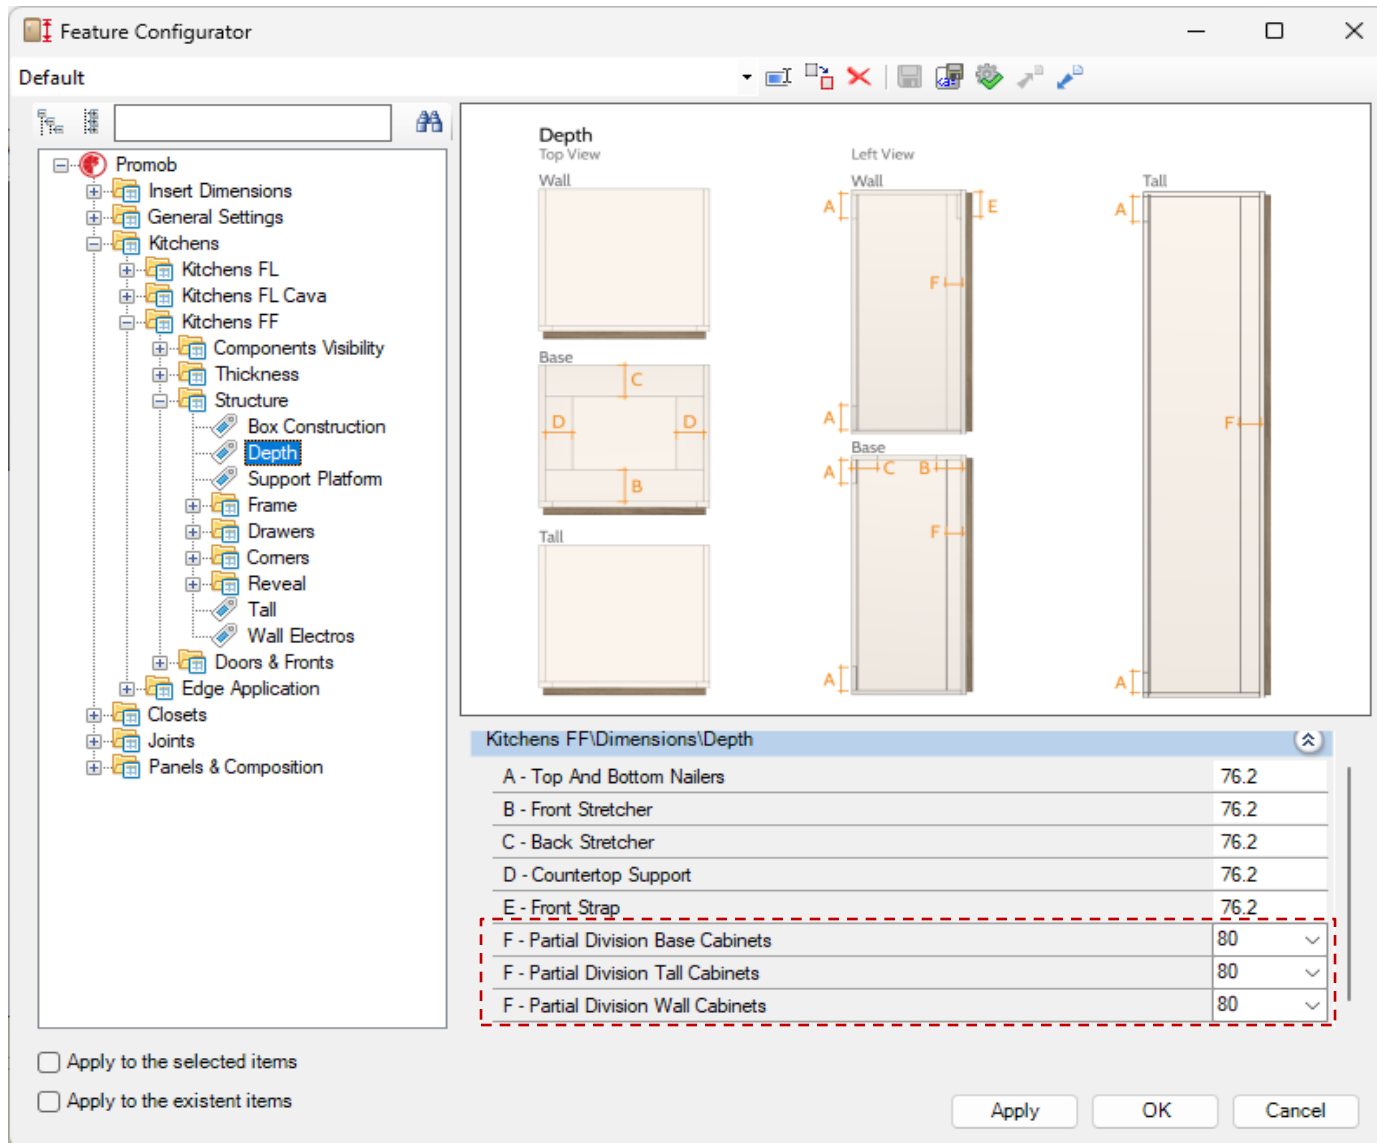 Feature Configurator
Default
Promob
Insert Dimensions
General Settings
Kitchens
Kitchens FL
Kitchens FL Cava
Kitchens FF
Components Visibility
Thickness
Structure
Box Construction
Depth
Support Platform
Frame
Drawers
Corners
Reveal
Tall
Wall Electros
Doors & Fronts
Edge Application
Closets
Joints
Panels & Composition
Depth
Top View
Wall
Base
C
D D
B
Tall
Left View
Wall
A E
F
A
Base
A C B
F
A
Tall
A
F
A
Kitchens FF\Dimensions\Depth
A - Top And Bottom Nailers 76.2
B - Front Stretcher 76.2
C - Back Stretcher 76.2
D - Countertop Support 76.2
E - Front Strap 76.2
F - Partial Division Base Cabinets 80
F - Partial Division Tall Cabinets 80
F - Partial Division Wall Cabinets 80
Apply to the selected items
Apply to the existent items
Apply OK Cancel